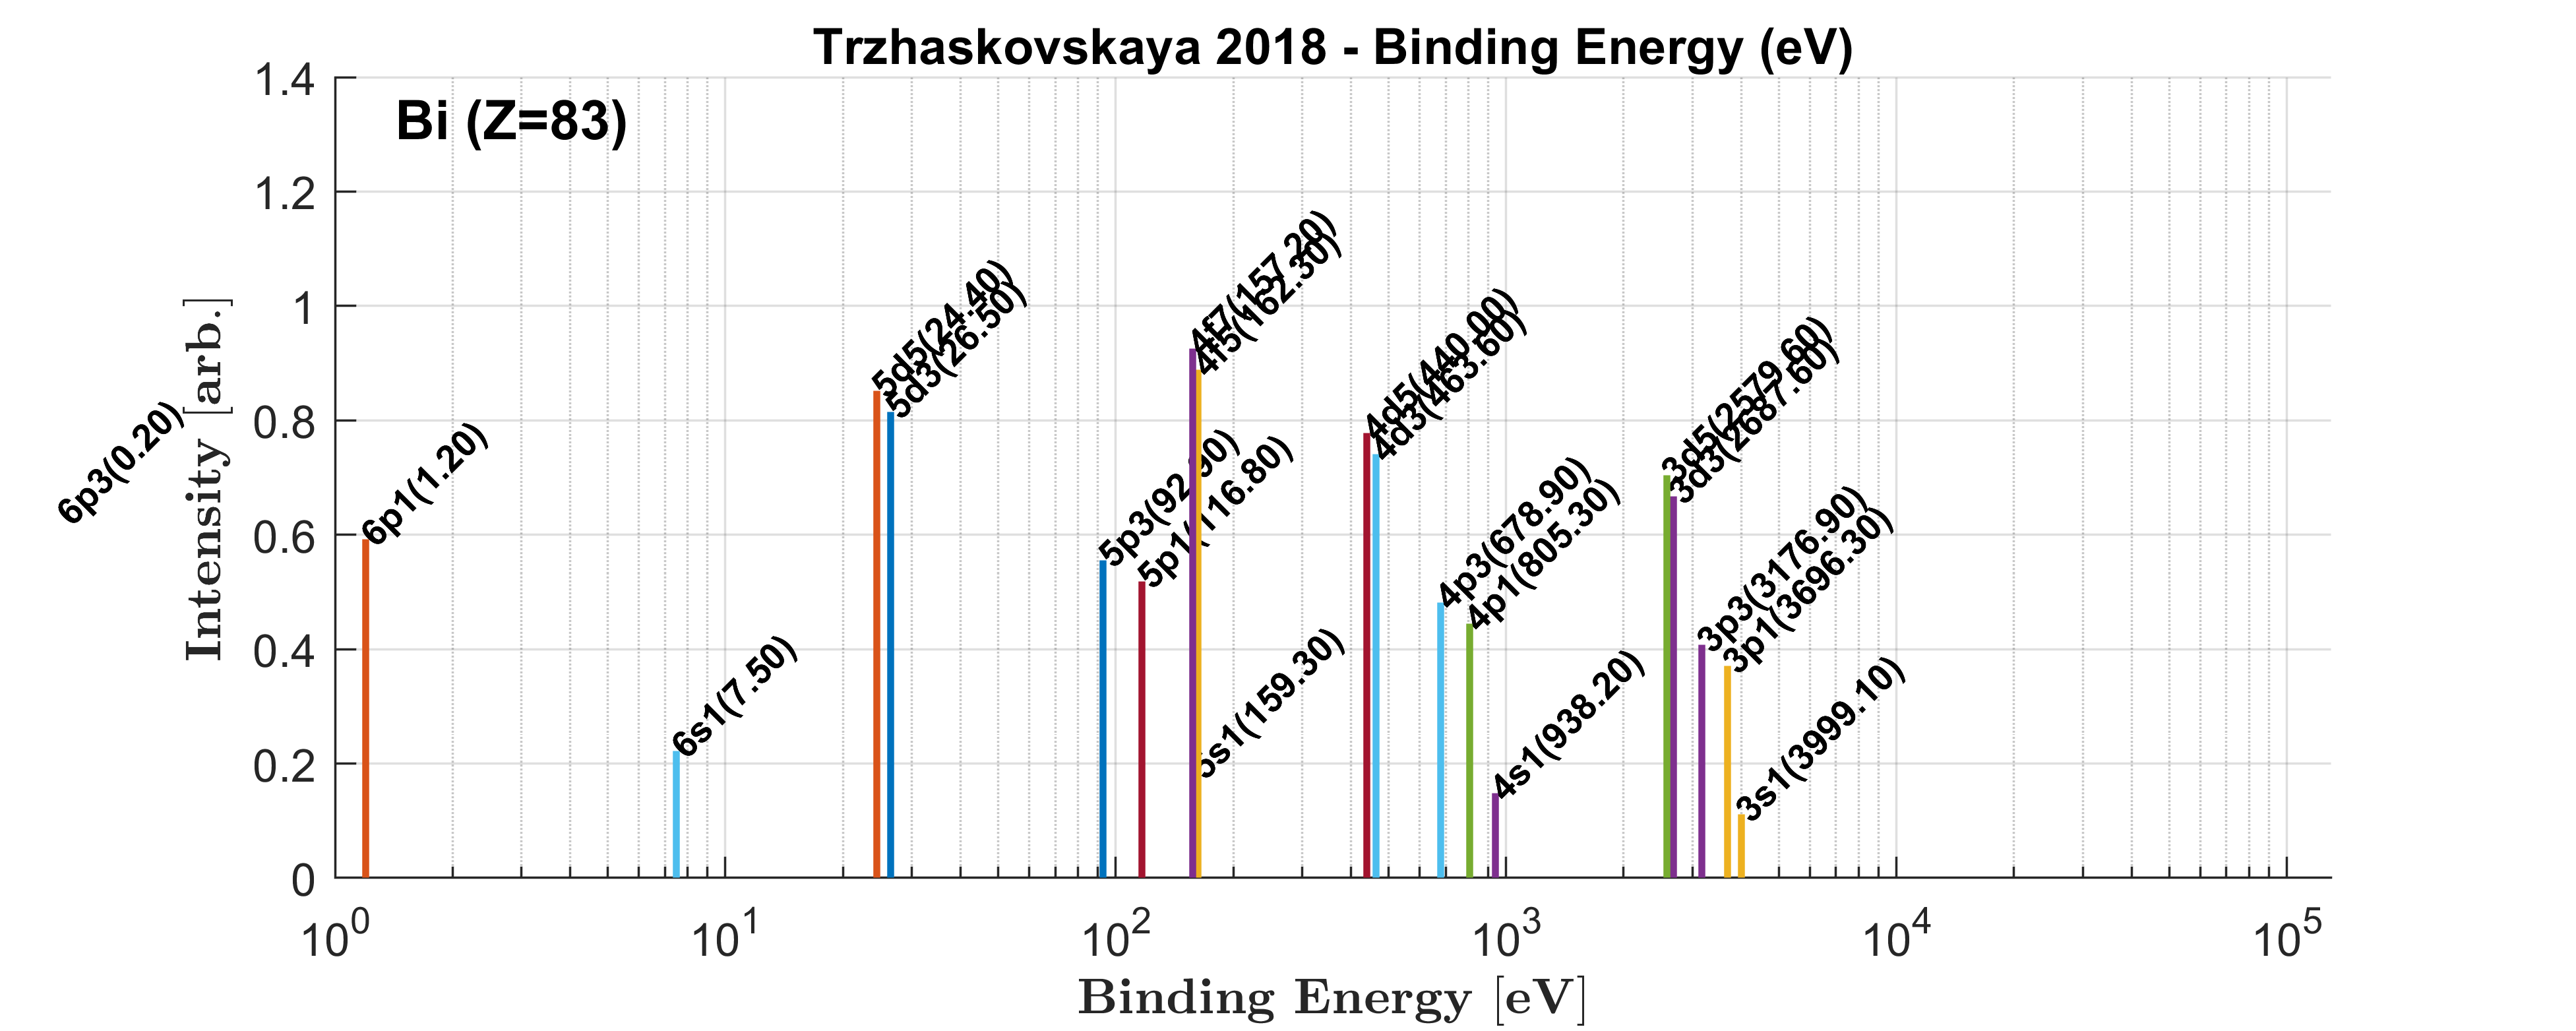 Trzhaskovskaya 2018 - Binding Energy (eV)
Bi (Z=83)
1.4
1.2
1
0.8
0.6
0.4
0.2
0
Intensity [arb.]
6p3(0.20)
6p1(1.20)
6s1(7.50)
5d5(24.40)
5d3(26.50)
5p3(92.90)
5p1(116.80)
4f7(157.20)
4f5(162.30)
5s1(159.30)
4d5(440.00)
4d3(463.60)
4p3(678.90)
4p1(805.30)
4s1(938.20)
3d5(2579.60)
3d3(2687.60)
3p3(3176.90)
3p1(3696.30)
3s1(3999.10)
10^0
10^1
10^2
10^3
10^4
10^5
Binding Energy [eV]